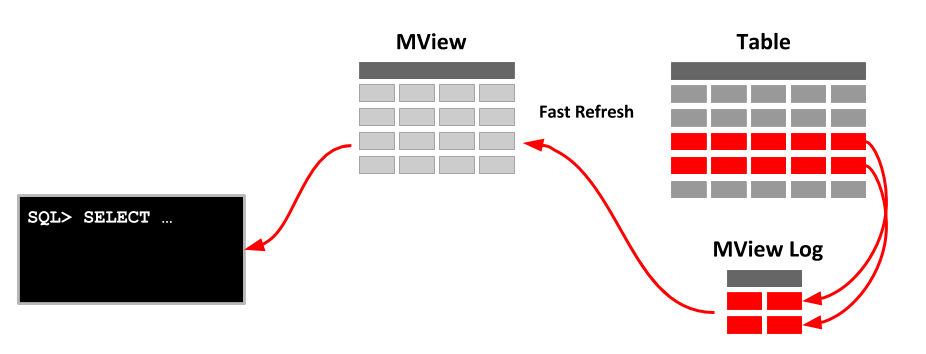 MView
Table
Fast Refresh
SQL> SELECT …
MView Log